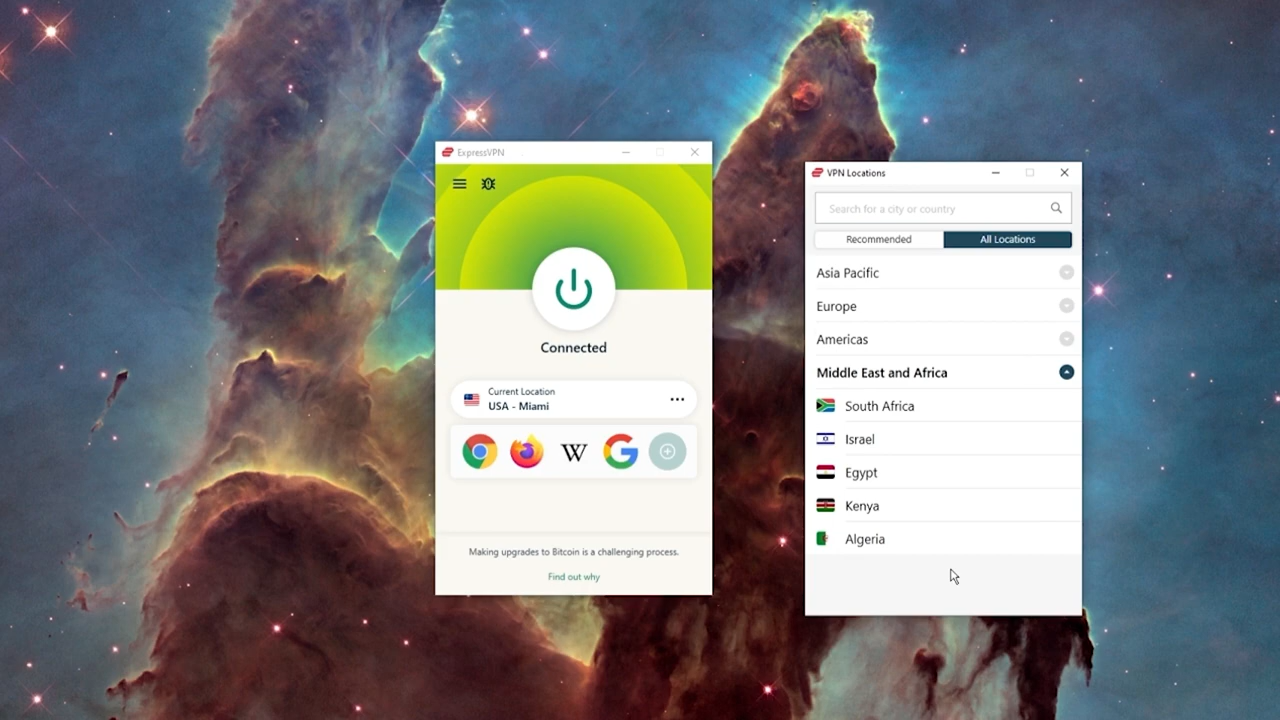 ExpressVPN
Connected
Current Location
USA - Miami
W
Making upgrades to Bitcoin is a challenging process.
Find out why
VPN Locations
Search for a city or country
Recommended
All Locations
Asia Pacific
Europe
Americas
Middle East and Africa
South Africa
Israel
Egypt
Kenya
Algeria